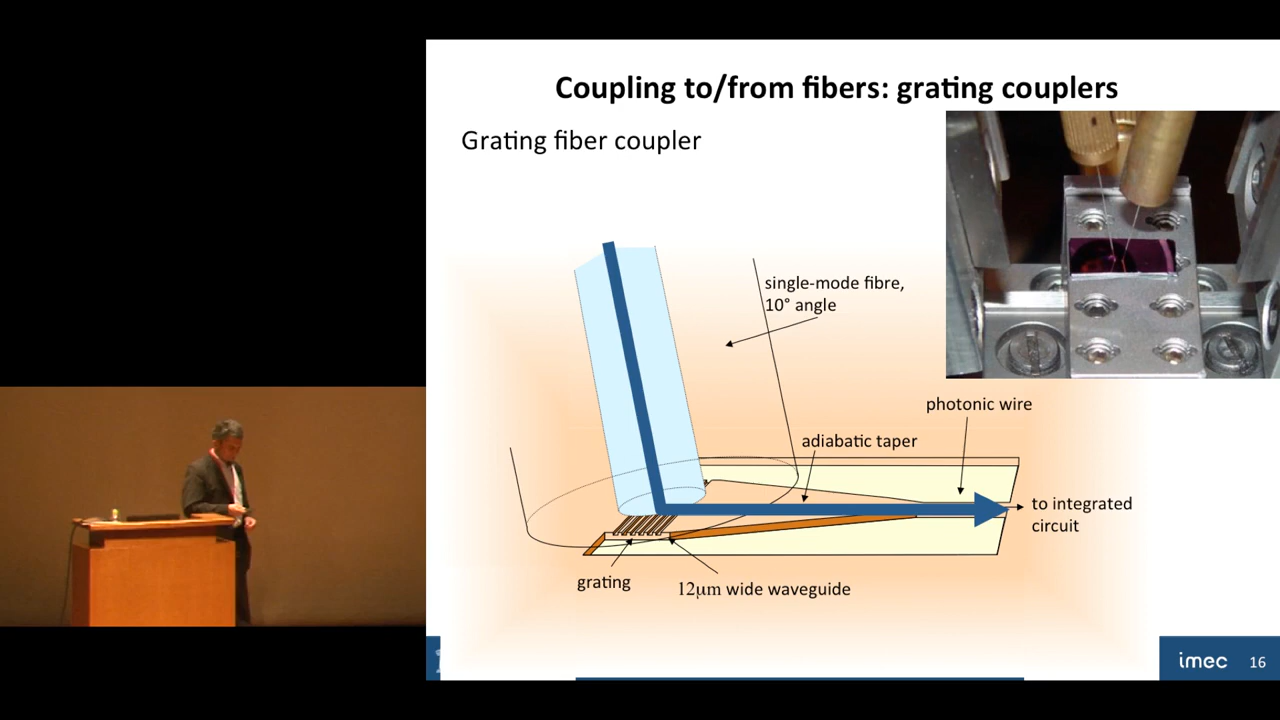 Coupling to/from fibers: grating couplers
Grating fiber coupler
single-mode fibre,
10° angle
photonic wire
adiabatic taper
to integrated
circuit
grating
12μm wide waveguide
imec 16